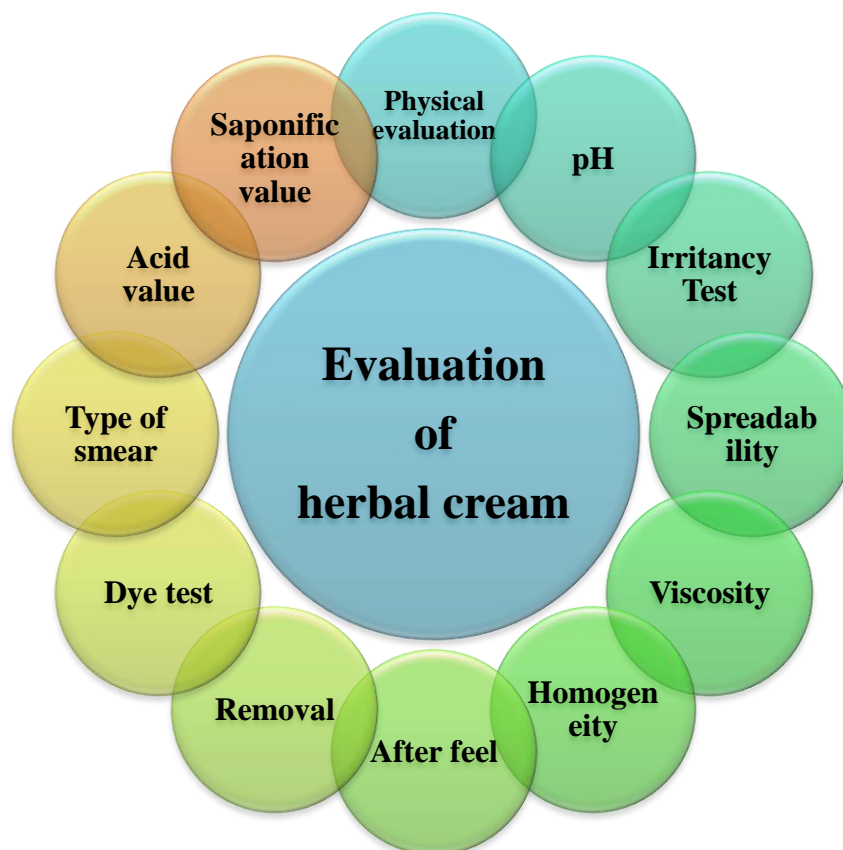 Physical
evaluation
pH
Irritancy
Test
Spreadab
ility
Viscosity
Homogen
eity
After feel
Removal
Dye test
Type of
smear
Acid
value
Saponific
ation
value
Evaluation
of
herbal cream